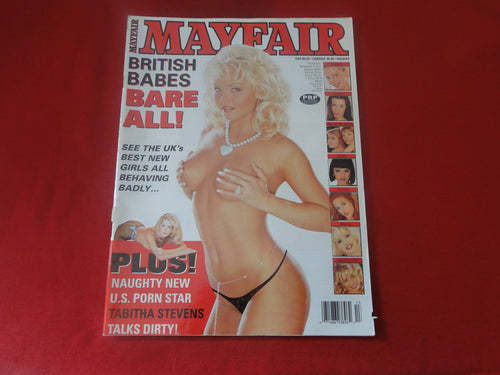 MAYFAIR
MAYFAIR
BRITISH
BABES
BARE
ALL!
SEE THE UK's
BEST NEW
GIRLS ALL
BEHAVING
BADLY...
PRP
PLUS!
NAUGHTY NEW
U.S. PORN STAR
TABITHA STEVENS
TALKS DIRTY!